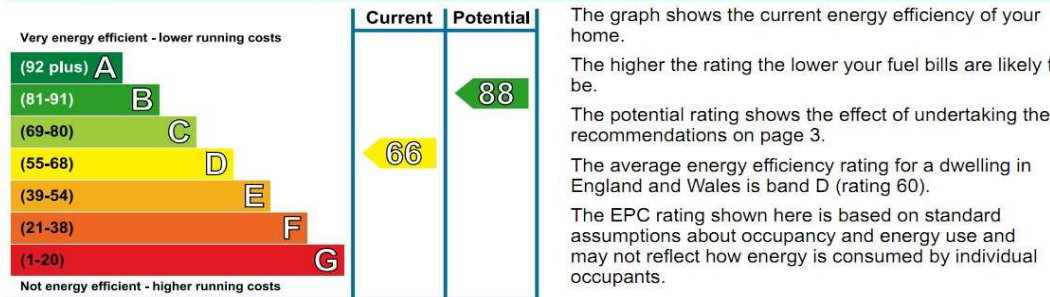 Current Potential
Very energy efficient - lower running costs
(92 plus) A
(81-91) B
88
(69-80) C
(55-68) D
66
(39-54) E
(21-38) F
(1-20) G
Not energy efficient - higher running costs
The graph shows the current energy efficiency of your
home.
The higher the rating the lower your fuel bills are likely
be.
The potential rating shows the effect of undertaking the
recommendations on page 3.
The average energy efficiency rating for a dwelling in
England and Wales is band D (rating 60).
The EPC rating shown here is based on standard
assumptions about occupancy and energy use and
may not reflect how energy is consumed by individual
occupants.